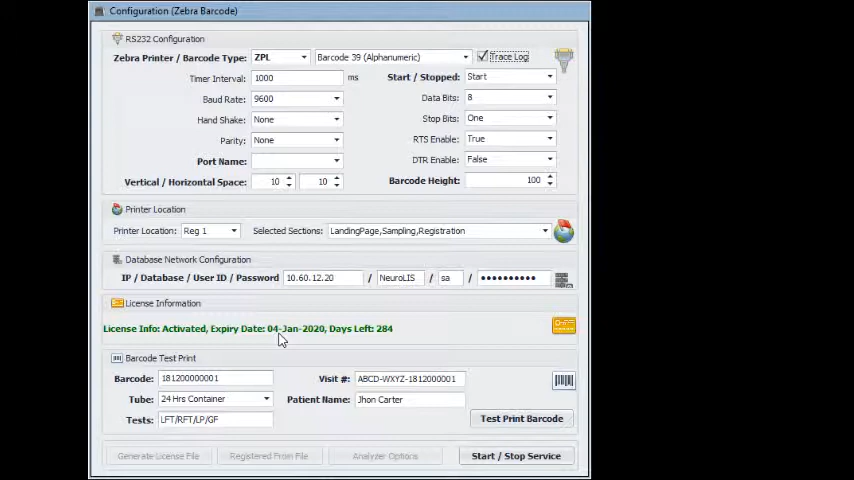 Configuration (Zebra Barcode)
RS232 Configuration
Zebra Printer / Barcode Type: ZPL Barcode 39 (Alphanumeric) Trace Log
Timer Interval: 1000 ms Start / Stopped: Start
Baud Rate: 9600 Data Bits: 8
Hand Shake: None Stop Bits: One
Parity: None RTS Enable: True
Port Name: DTR Enable: False
Vertical / Horizontal Space: 10 10 Barcode Height: 100
Printer Location
Printer Location: Reg 1 Selected Sections: LandingPage,Sampling,Registration
Database Network Configuration
IP / Database / User ID / Password 10.60.12.20 / NeuroLIS / sa / ••••••••••
License Information
License Info: Activated, Expiry Date: 04-Jan-2020, Days Left: 284
Barcode Test Print
Barcode: 181200000001 Visit #: ABCD-WXYZ-1812000001
Tube: 24 Hrs Container Patient Name: Jhon Carter
Tests: LFT/RFT/LP/GF Test Print Barcode
Generate License File Registered From File Analyzer Options Start / Stop Service